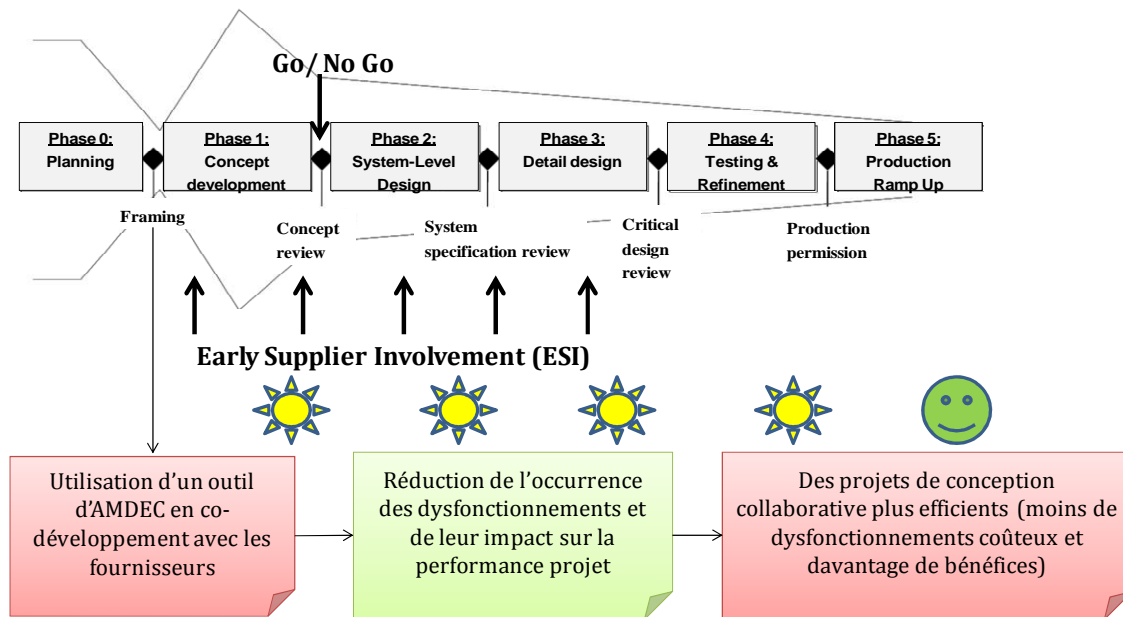 Go/ No Go
Phase 0:
Planning
Phase 1:
Concept
development
Phase 2:
System-Level
Design
Phase 3:
Detail design
Phase 4:
Testing &
Refinement
Phase 5:
Production
Ramp Up
Framing
Concept
review
System
specification review
Critical
design
review
Production
permission
Early Supplier Involvement (ESI)
Utilisation d’un outil
d’AMDEC en co-
développement avec les
fournisseurs
Réduction de l’occurrence
des dysfonctionnements et
de leur impact sur la
performance projet
Des projets de conception
collaborative plus efficients (moins de
dysfonctionnements coûteux et
davantage de bénéfices)